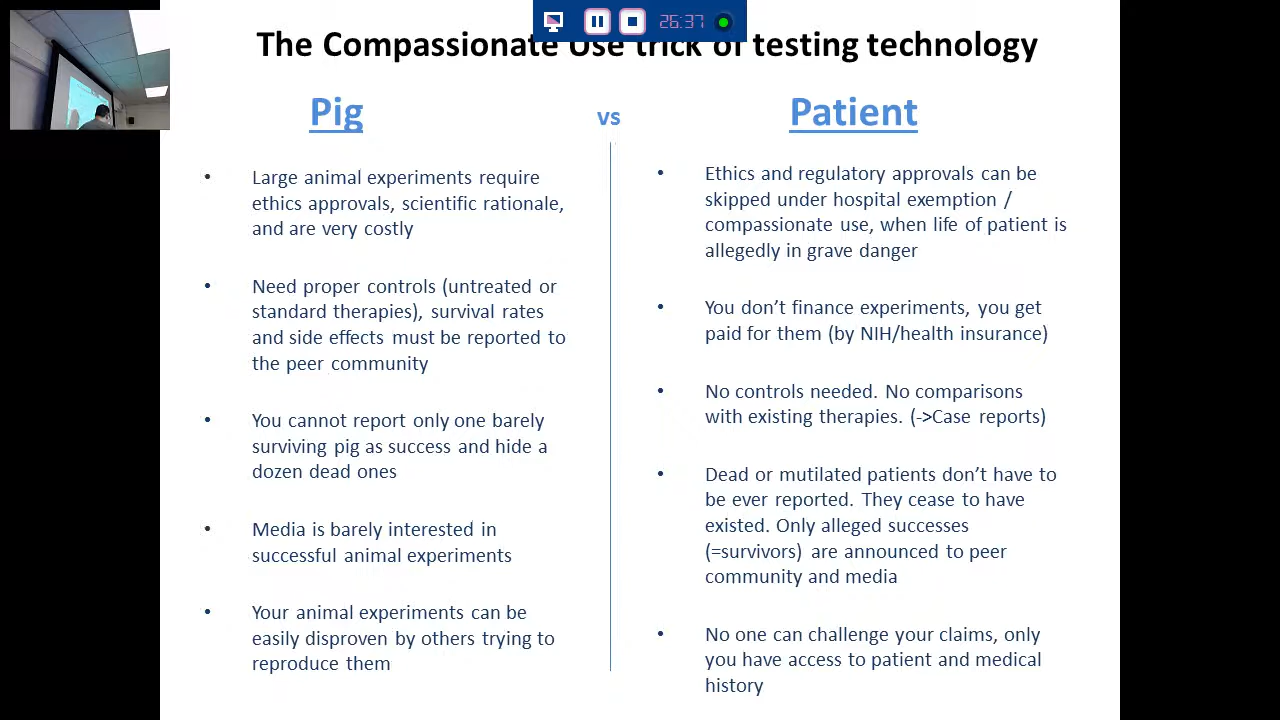 26:37
The Compassionate Use trick of testing technology
Pig
vs
Patient
• Large animal experiments require
ethics approvals, scientific rationale,
and are very costly
• Need proper controls (untreated or
standard therapies), survival rates
and side effects must be reported to
the peer community
• You cannot report only one barely
surviving pig as success and hide a
dozen dead ones
• Media is barely interested in
successful animal experiments
• Your animal experiments can be
easily disproven by others trying to
reproduce them
• Ethics and regulatory approvals can be
skipped under hospital exemption /
compassionate use, when life of patient is
allegedly in grave danger
• You don’t finance experiments, you get
paid for them (by NIH/health insurance)
• No controls needed. No comparisons
with existing therapies. (->Case reports)
• Dead or mutilated patients don’t have to
be ever reported. They cease to have
existed. Only alleged successes
(=survivors) are announced to peer
community and media
• No one can challenge your claims, only
you have access to patient and medical
history